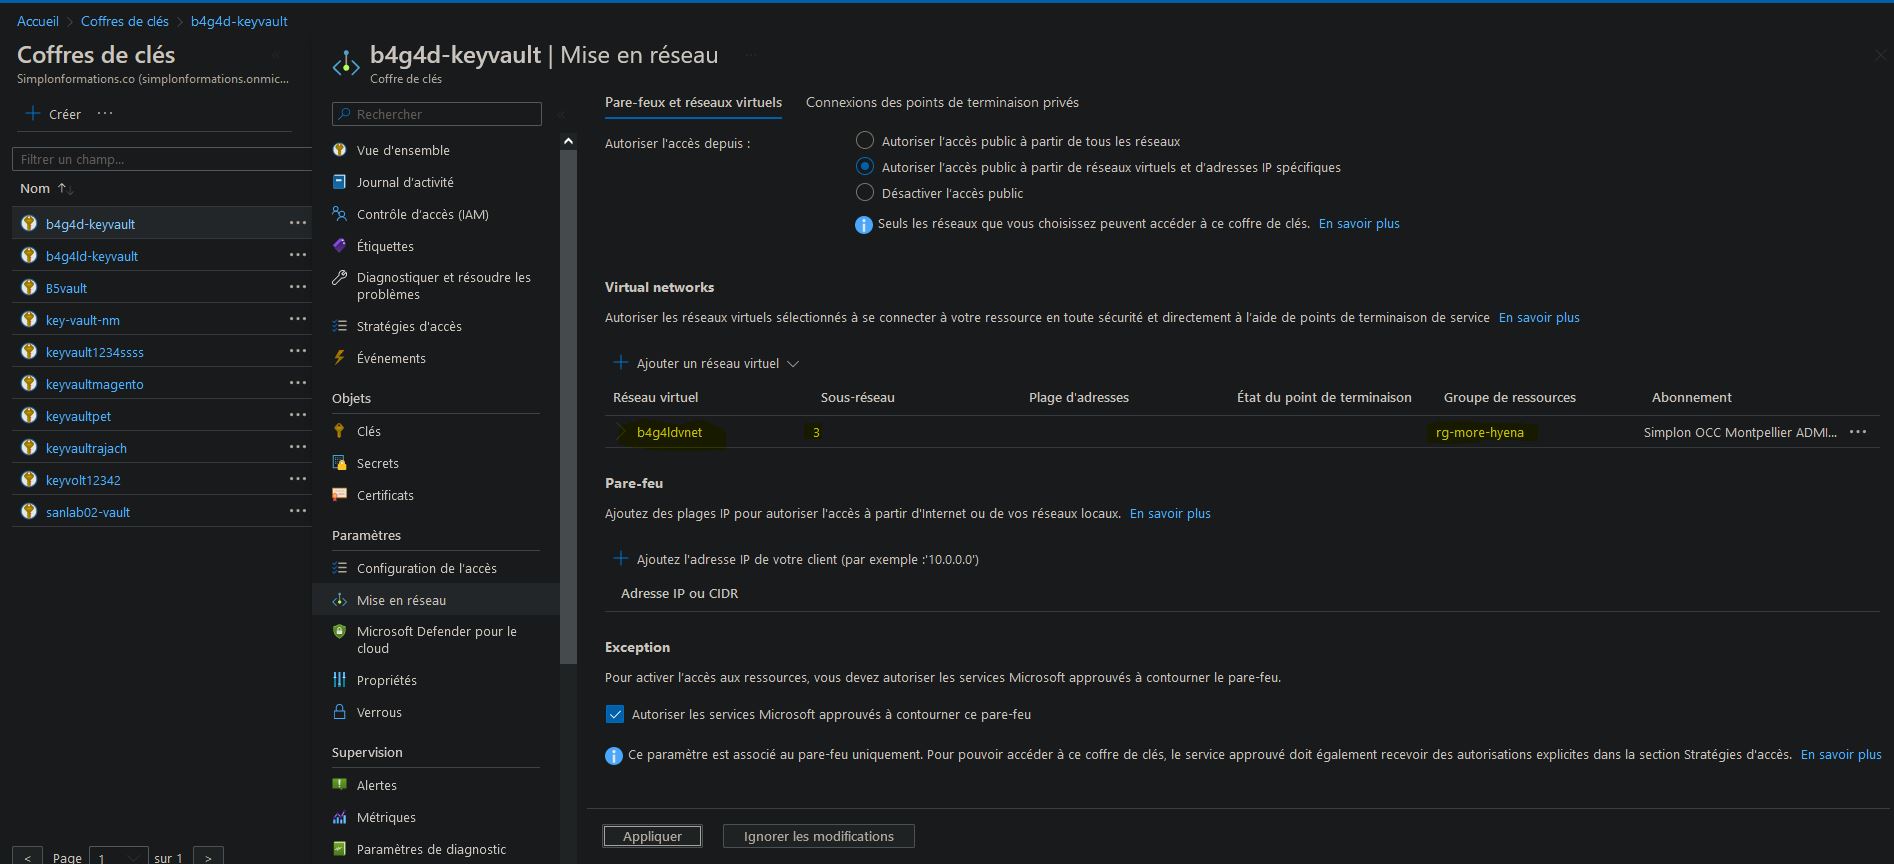 Accueil > Coffres de clés > b4g4d-keyvault
Coffres de clés
Simplonformations.co (simplonformations.onmic...
Créer ...
Filtrer un champ...
Nom
b4g4d-keyvault ...
b4g4ld-keyvault ...
B5vault ...
key-vault-nm ...
keyvault1234ssss ...
keyvaultmagento ...
keyvaultpet ...
keyvaultrajach ...
keyvolt12342 ...
sanlab02-vault ...
< Page 1 sur 1 >
b4g4d-keyvault | Mise en réseau
Coffre de clés
Rechercher
Vue d'ensemble
Journal d'activité
Contrôle d'accès (IAM)
Étiquettes
Diagnostiquer et résoudre les
problèmes
Stratégies d'accès
Événements
Objets
Clés
Secrets
Certificats
Paramètres
Configuration de l'accès
Mise en réseau
Microsoft Defender pour le
cloud
Propriétés
Verrous
Supervision
Alertes
Métriques
Paramètres de diagnostic
Pare-feux et réseaux virtuels Connexions des points de terminaison privés
Autoriser l'accès depuis :
Autoriser l'accès public à partir de tous les réseaux
Autoriser l'accès public à partir de réseaux virtuels et d'adresses IP spécifiques
Désactiver l'accès public
Seuls les réseaux que vous choisissez peuvent accéder à ce coffre de clés. En savoir plus
Virtual networks
Autoriser les réseaux virtuels sélectionnés à se connecter à votre ressource en toute sécurité et directement à l'aide de points de terminaison de service En savoir plus
Ajouter un réseau virtuel
Réseau virtuel Sous-réseau Plage d'adresses État du point de terminaison Groupe de ressources Abonnement
b4g4ldvnet 3 rg-more-hyena Simplon OCC Montpellier ADMI... ...
Pare-feu
Ajoutez des plages IP pour autoriser l'accès à partir d'Internet ou de vos réseaux locaux. En savoir plus
Ajoutez l'adresse IP de votre client (par exemple :'10.0.0.0')
Adresse IP ou CIDR
Exception
Pour activer l'accès aux ressources, vous devez autoriser les services Microsoft approuvés à contourner le pare-feu.
Autoriser les services Microsoft approuvés à contourner ce pare-feu
Ce paramètre est associé au pare-feu uniquement. Pour pouvoir accéder à ce coffre de clés, le service approuvé doit également recevoir des autorisations explicites dans la section Stratégies d'accès. En savoir plus
Appliquer Ignorer les modifications